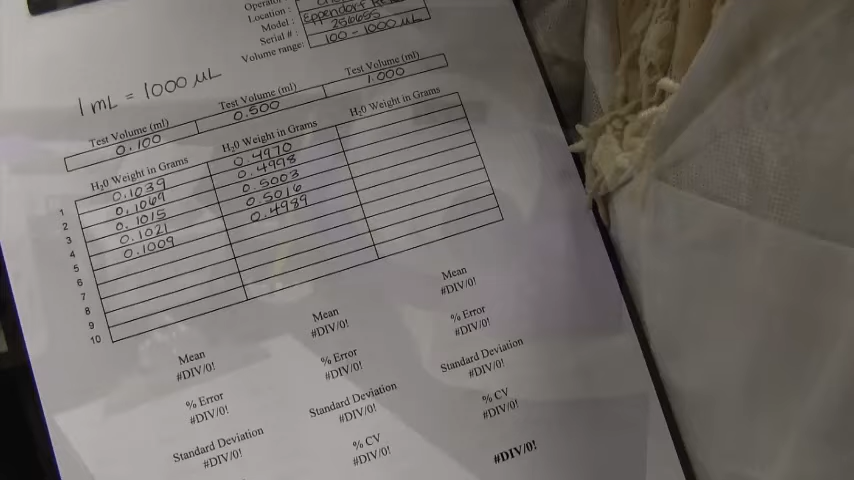 Operator
Location :
Model : Eppendorf
Serial # : 256655
Volume range: 100 - 1000 uL
1 mL = 1000 uL
Test Volume (ml) Test Volume (ml) Test Volume (ml)
0.100 0.500 1.000
H20 Weight in Grams H20 Weight in Grams H20 Weight in Grams
1 0.1039 0.4970
2 0.1069 0.4998
3 0.1015 0.5003
4 0.1021 0.5016
5 0.1009 0.4989
6
7
8
9
10
Mean Mean Mean
#DIV/0! #DIV/0! #DIV/0!
% Error % Error % Error
#DIV/0! #DIV/0! #DIV/0!
Standard Deviation Standard Deviation Standard Deviation
#DIV/0! #DIV/0! #DIV/0!
% CV % CV
#DIV/0! #DIV/0!
#DIV/0!